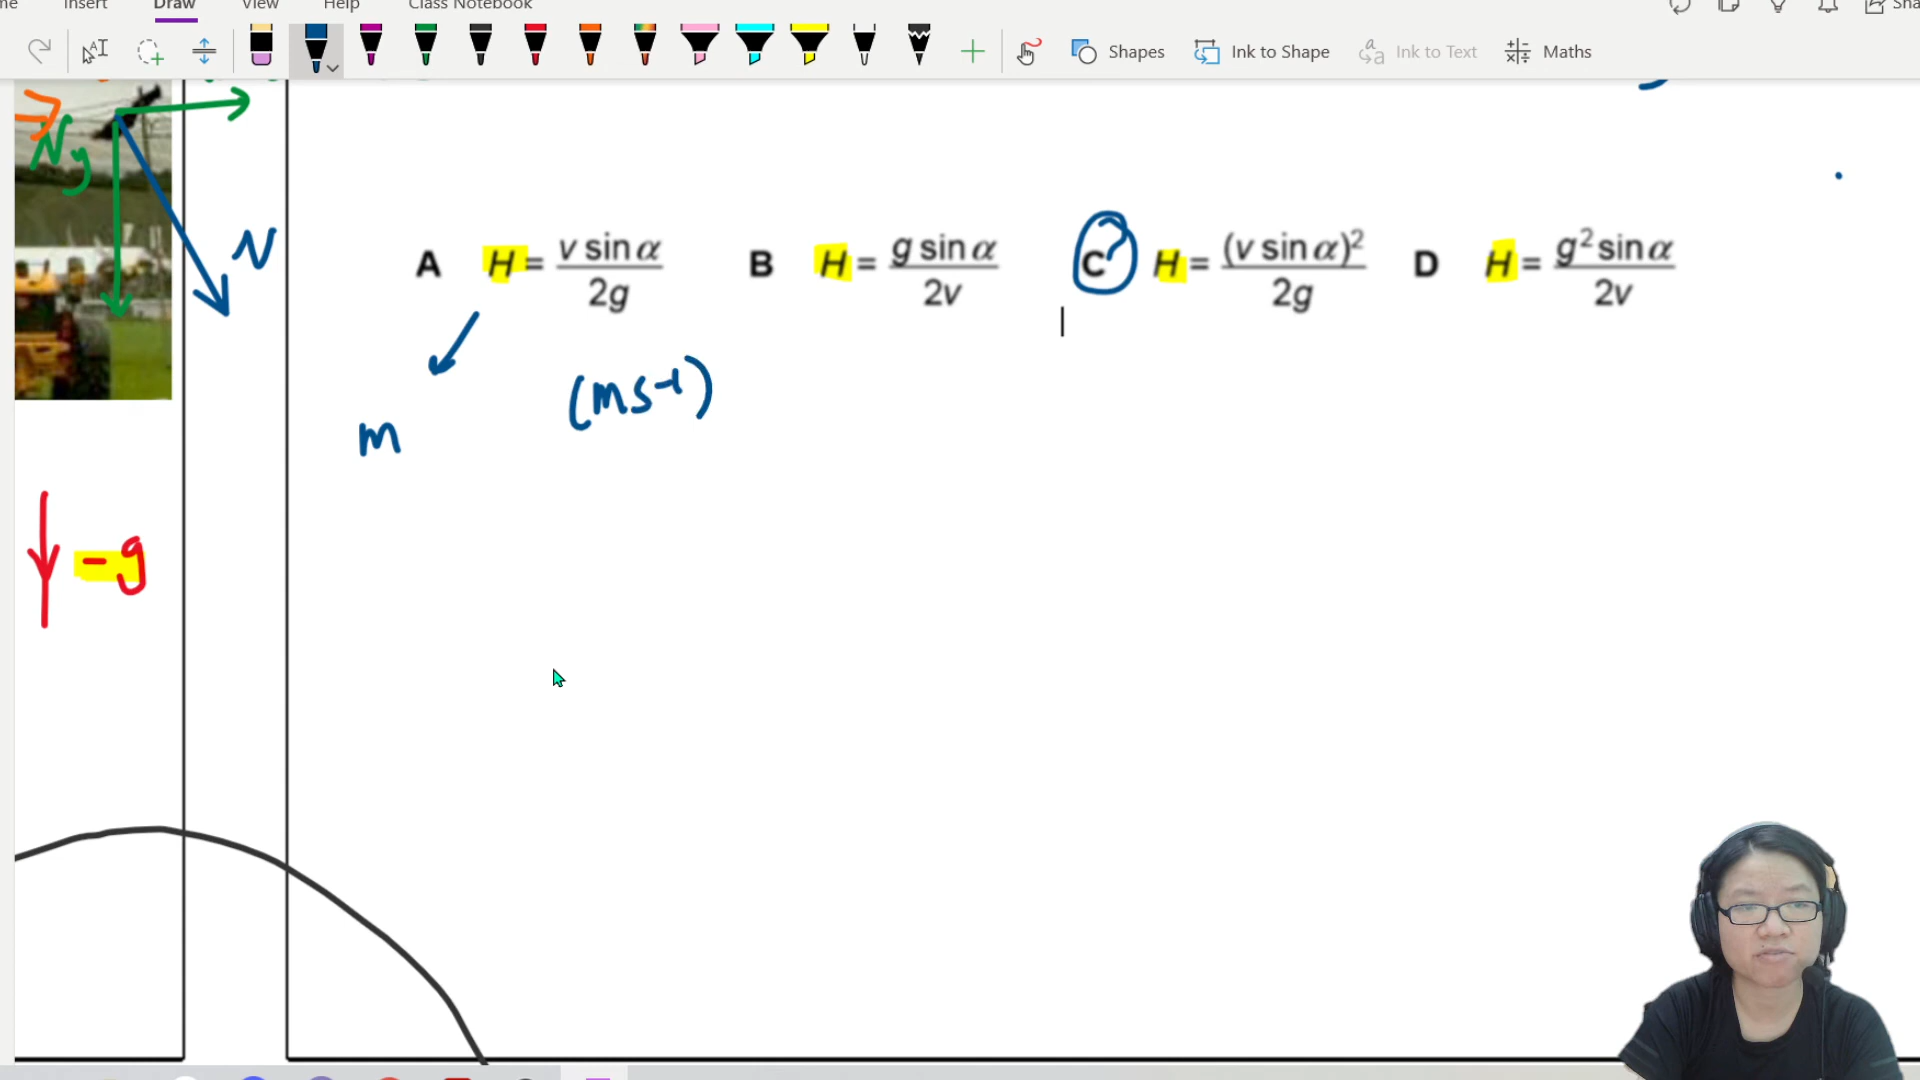 Insert Draw View Help Class Notebook
Shapes Ink to Shape Ink to Text Maths
Ny
N
A H = v sin α / 2g B H = g sin α / 2v C H = (v sin α)² / 2g D H = g² sin α / 2v
?
(ms⁻¹)
m
-g